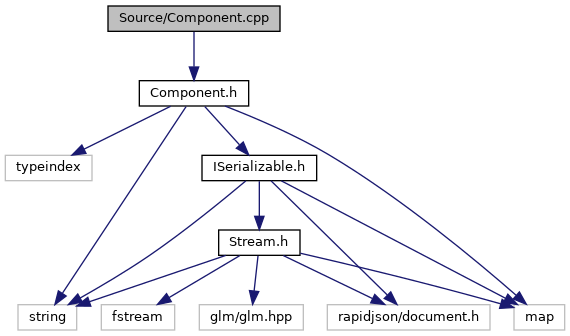 Source/Component.cpp
Component.h
typeindex
ISerializable.h
Stream.h
string
fstream
glm/glm.hpp
rapidjson/document.h
map